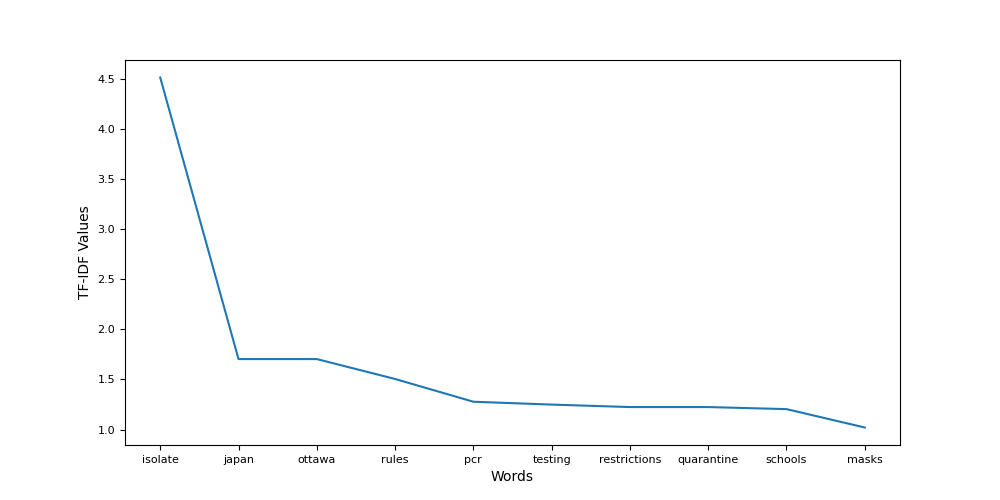 TF-IDF Values
4.5
4.0
3.5
3.0
2.5
2.0
1.5
1.0
isolate japan ottawa rules pcr testing restrictions quarantine schools masks
Words